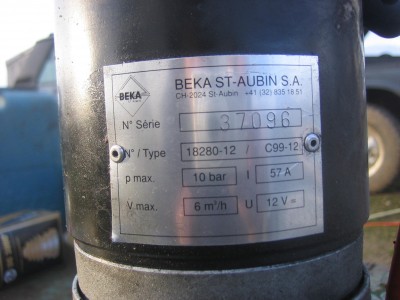 BEKA
BEKA ST-AUBIN S.A.
CH-2024 St-Aubin +41 (32) 835 18 51
N° Série 37096
N° / Type 18280-12 / C99-12
p max. 10 bar I 57 A
V. max. 6 m³/h U 12 V =